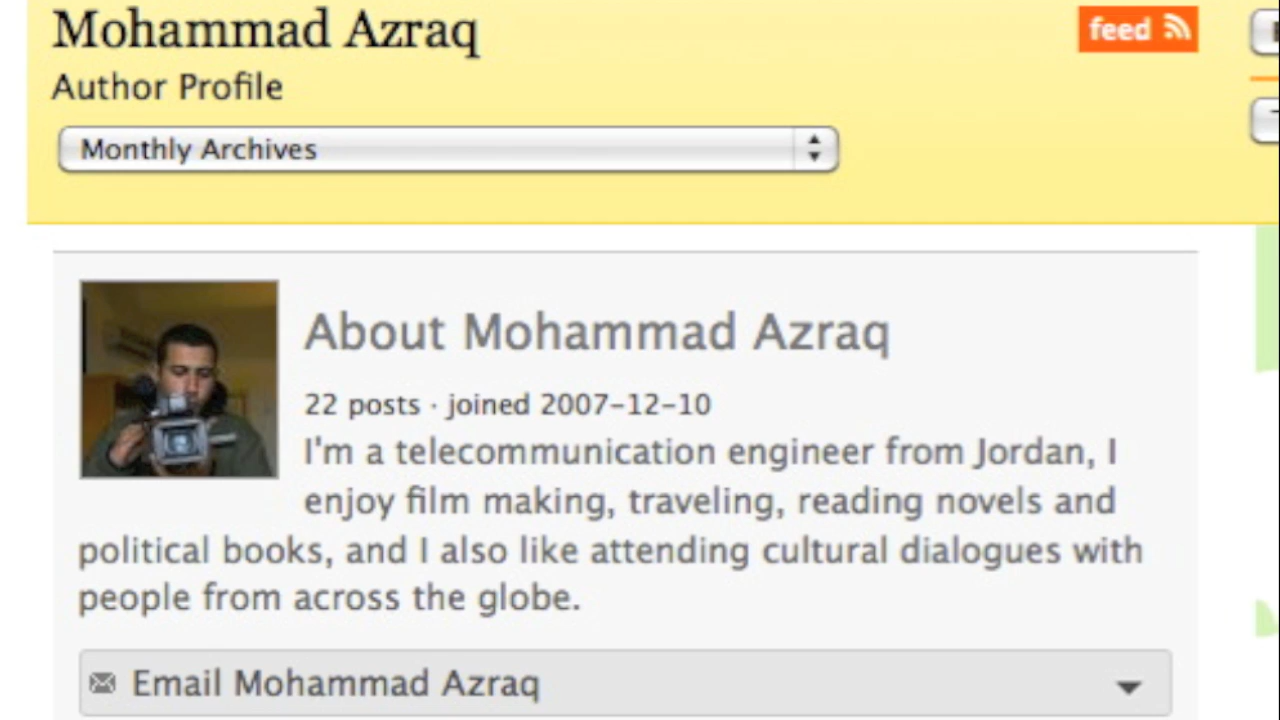 Mohammad Azraq
feed
Author Profile
Monthly Archives
About Mohammad Azraq
22 posts · joined 2007-12-10
I'm a telecommunication engineer from Jordan, I
enjoy film making, traveling, reading novels and
political books, and I also like attending cultural dialogues with
people from across the globe.
Email Mohammad Azraq